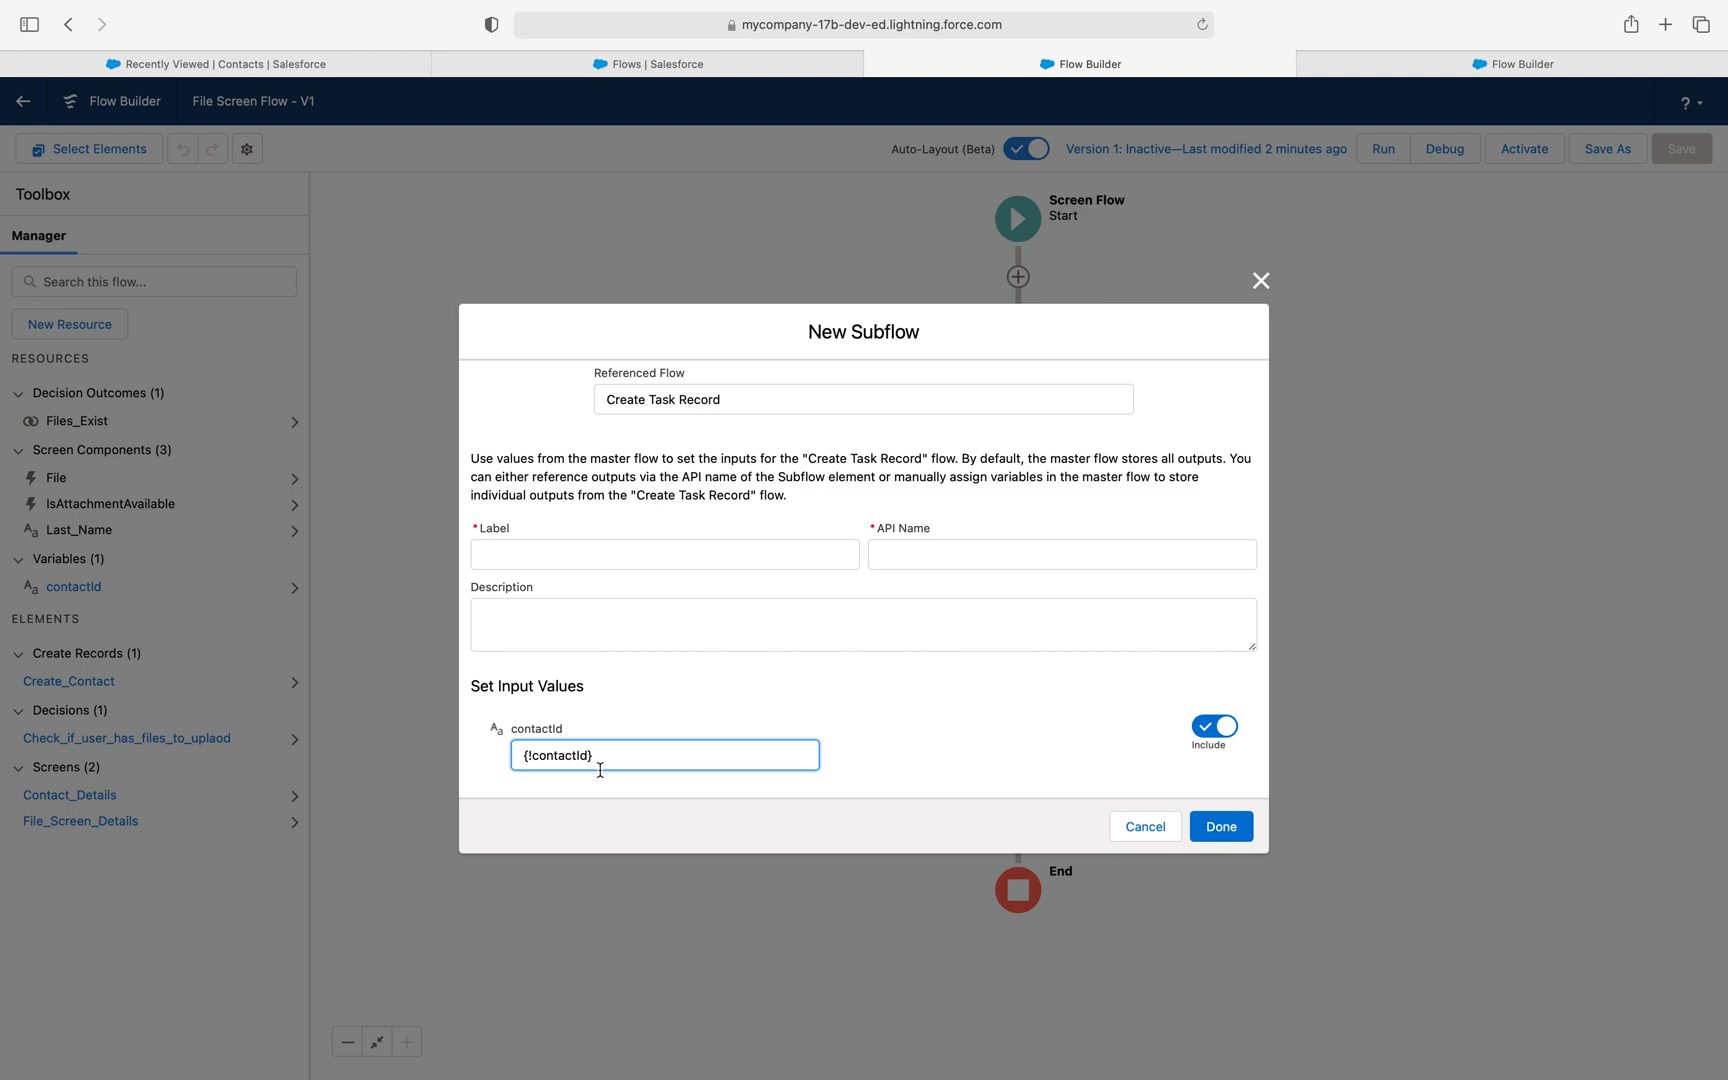 mycompany-17b-dev-ed.lightning.force.com
Recently Viewed | Contacts | Salesforce
Flows | Salesforce
Flow Builder
Flow Builder
Flow Builder
File Screen Flow - V1
?
Select Elements
Auto-Layout (Beta)
Version 1: Inactive—Last modified 2 minutes ago
Run
Debug
Activate
Save As
Save
Toolbox
Manager
Search this flow...
New Resource
RESOURCES
Decision Outcomes (1)
Files_Exist
Screen Components (3)
File
IsAttachmentAvailable
Aa Last_Name
Variables (1)
Aa contactId
ELEMENTS
Create Records (1)
Create_Contact
Decisions (1)
Check_if_user_has_files_to_uplaod
Screens (2)
Contact_Details
File_Screen_Details
Screen Flow
Start
New Subflow
Referenced Flow
Create Task Record
Use values from the master flow to set the inputs for the "Create Task Record" flow. By default, the master flow stores all outputs. You
can either reference outputs via the API name of the Subflow element or manually assign variables in the master flow to store
individual outputs from the "Create Task Record" flow.
*Label
*API Name
Description
Set Input Values
Aa contactId
{!contactId}
Include
Cancel
Done
End